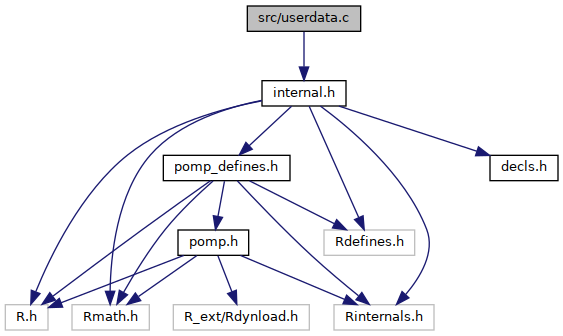 src/userdata.c
internal.h
pomp_defines.h
decls.h
pomp.h
Rdefines.h
R.h
Rmath.h
R_ext/Rdynload.h
Rinternals.h